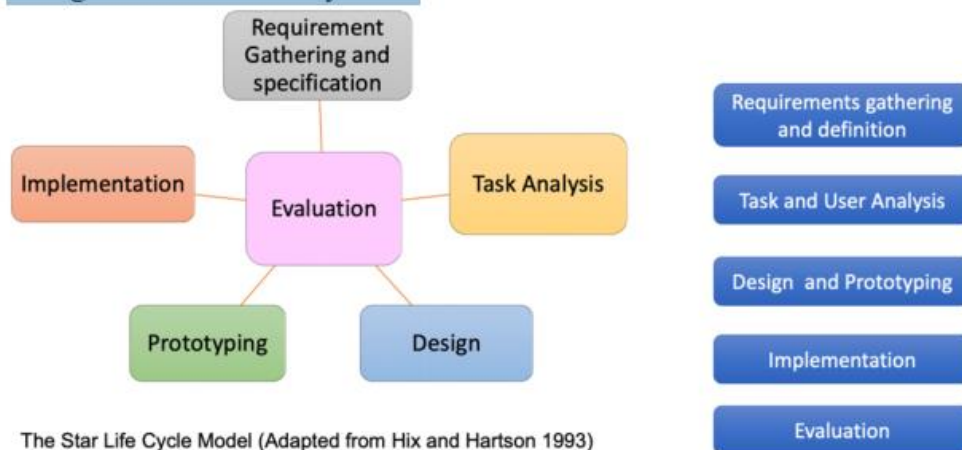 Requirement
Gathering and
specification
Implementation
Evaluation
Task Analysis
Prototyping
Design
The Star Life Cycle Model (Adapted from Hix and Hartson 1993)
Requirements gathering
and definition
Task and User Analysis
Design and Prototyping
Implementation
Evaluation